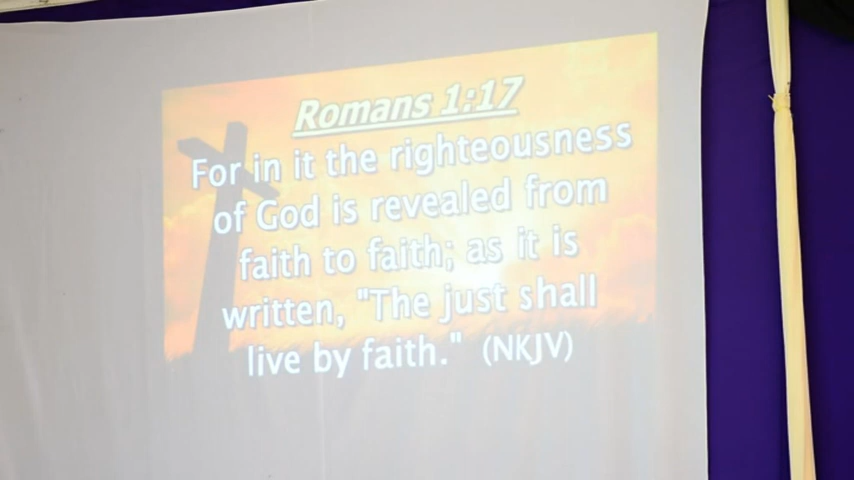 Romans 1:17
For in it the righteousness
of God is revealed from
faith to faith; as it is
written, "The just shall
live by faith." (NKJV)